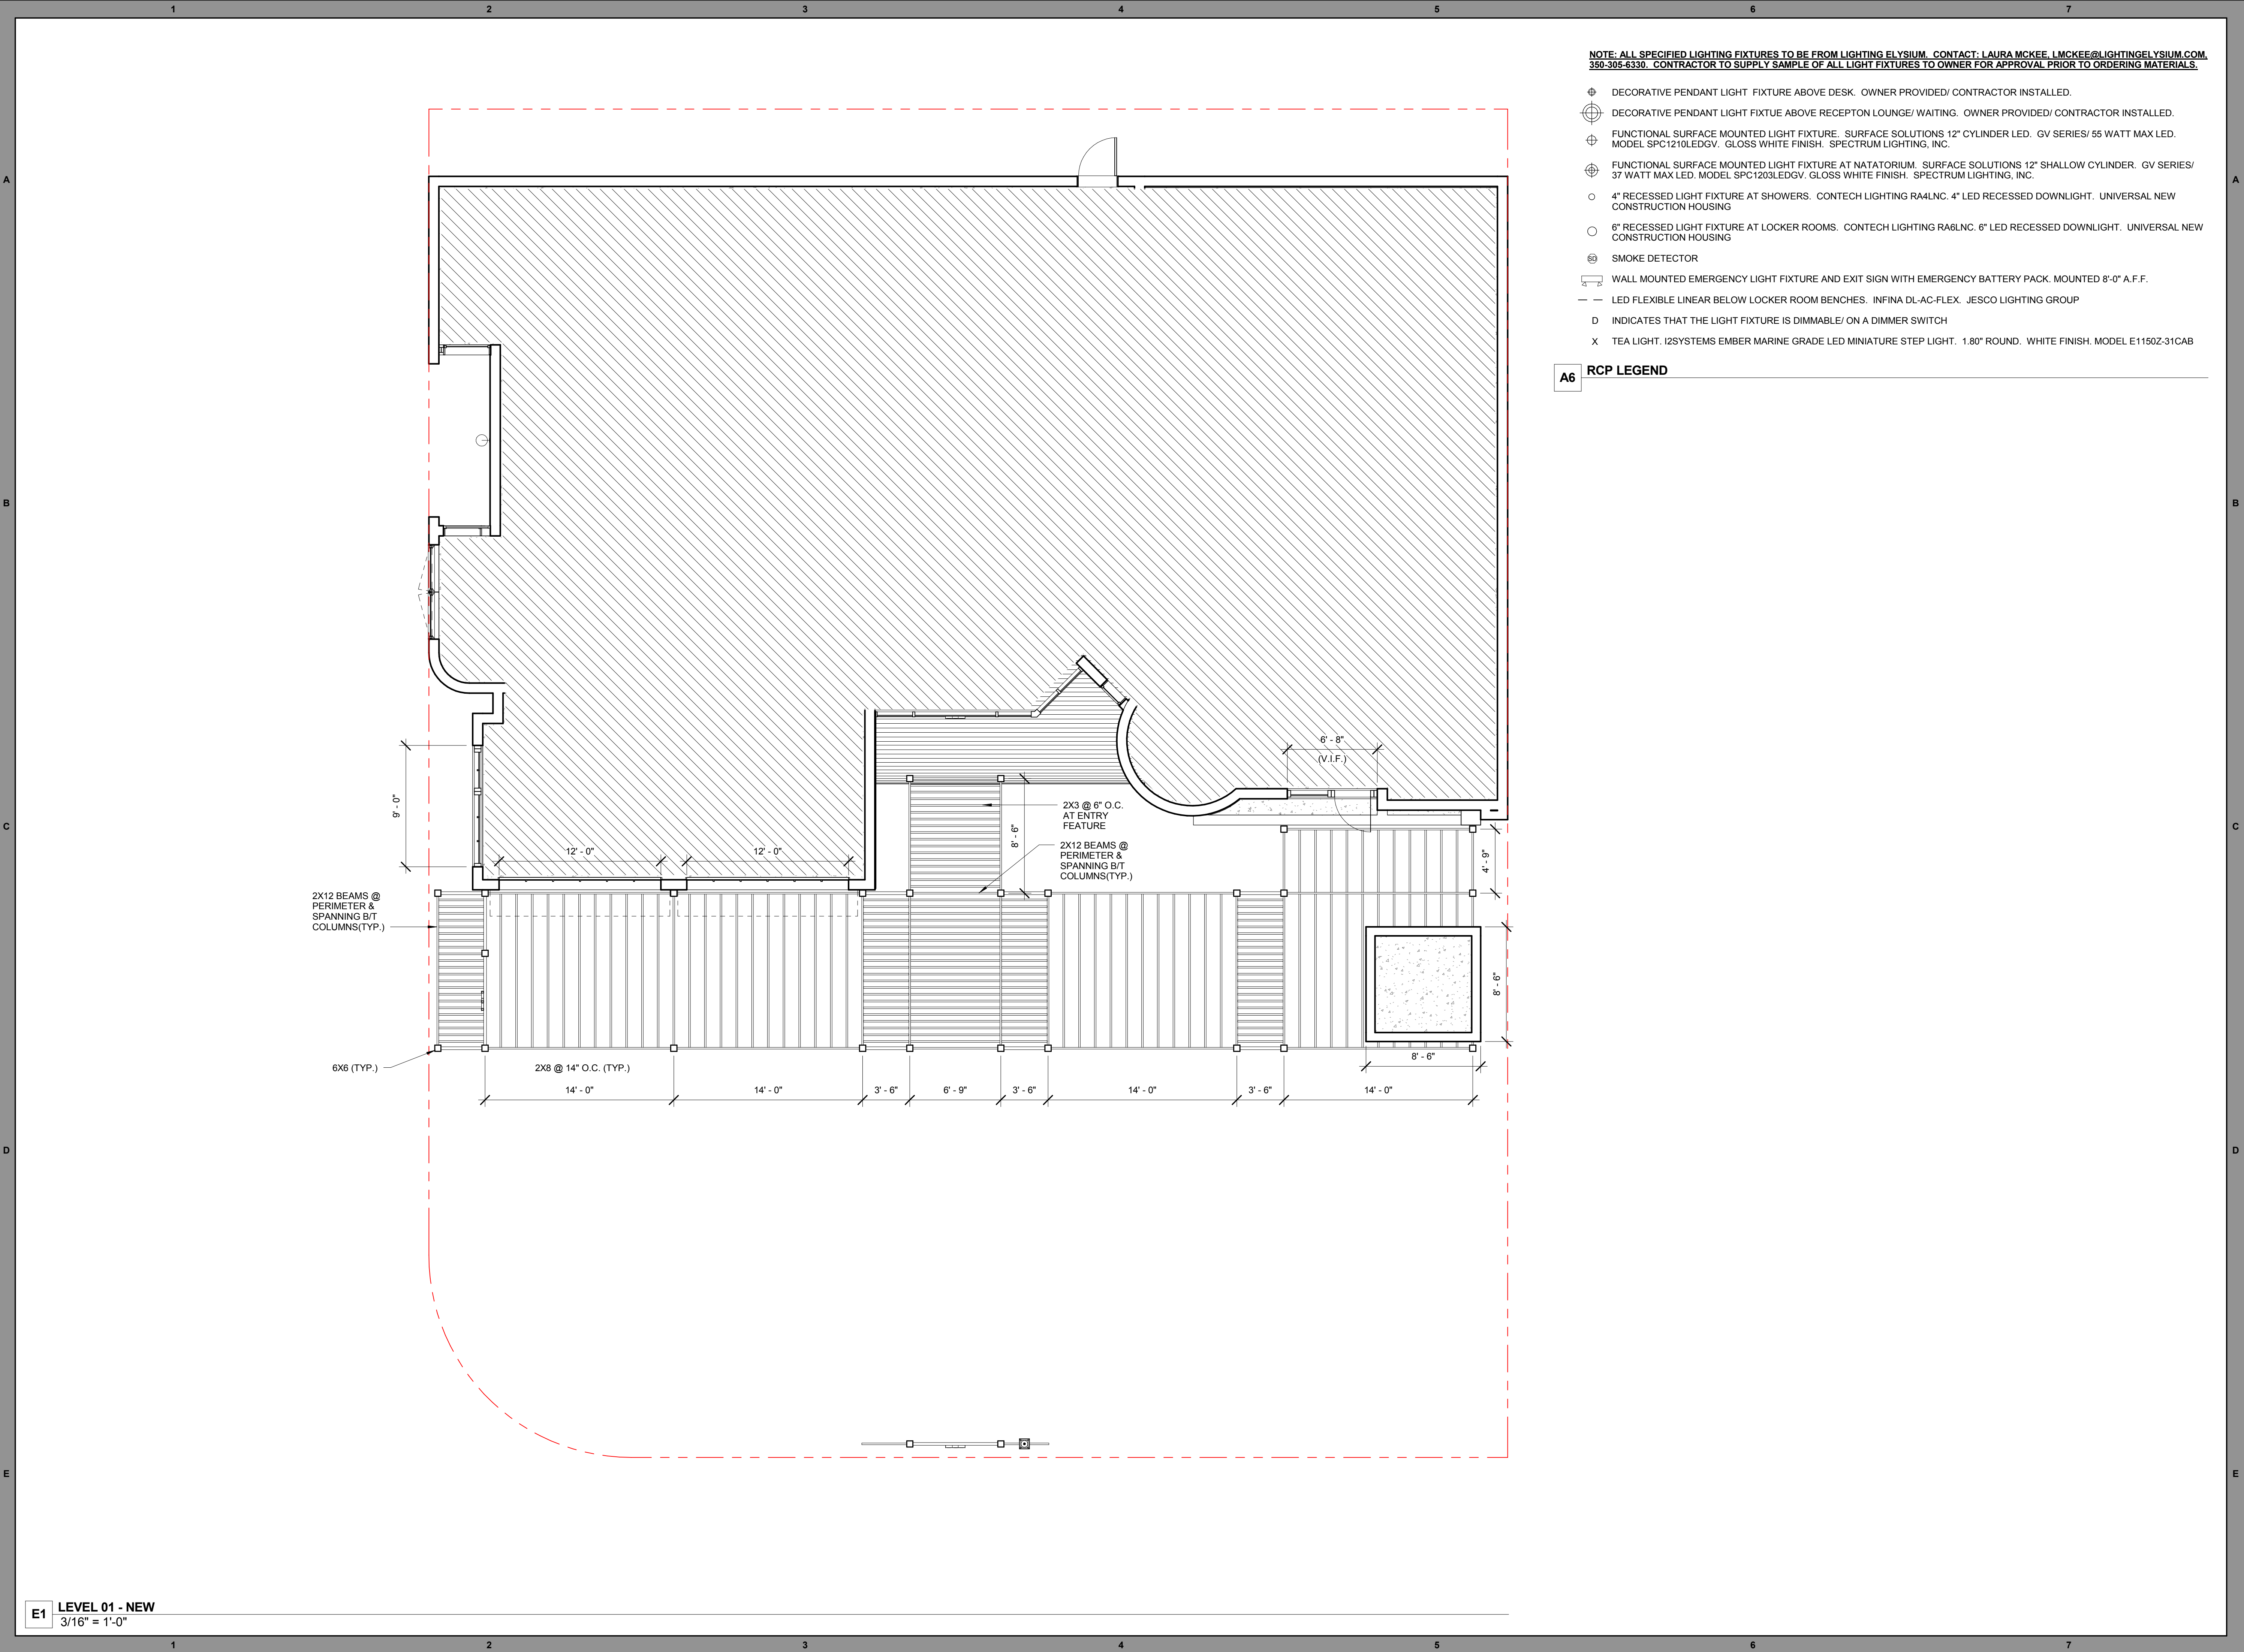 1 2 3 4 5 6 7
NOTE: ALL SPECIFIED LIGHTING FIXTURES TO BE FROM LIGHTING ELYSIUM. CONTACT: LAURA MCKEE, LMCKEE@LIGHTINGELYSIUM.COM,
350-305-6330. CONTRACTOR TO SUPPLY SAMPLE OF ALL LIGHT FIXTURES TO OWNER FOR APPROVAL PRIOR TO ORDERING MATERIALS.
DECORATIVE PENDANT LIGHT FIXTURE ABOVE DESK. OWNER PROVIDED/ CONTRACTOR INSTALLED.
DECORATIVE PENDANT LIGHT FIXTUE ABOVE RECEPTON LOUNGE/ WAITING. OWNER PROVIDED/ CONTRACTOR INSTALLED.
FUNCTIONAL SURFACE MOUNTED LIGHT FIXTURE. SURFACE SOLUTIONS 12" CYLINDER LED. GV SERIES/ 55 WATT MAX LED.
MODEL SPC1210LEDGV. GLOSS WHITE FINISH. SPECTRUM LIGHTING, INC.
FUNCTIONAL SURFACE MOUNTED LIGHT FIXTURE AT NATATORIUM. SURFACE SOLUTIONS 12" SHALLOW CYLINDER. GV SERIES/
37 WATT MAX LED. MODEL SPC1203LEDGV. GLOSS WHITE FINISH. SPECTRUM LIGHTING, INC.
4" RECESSED LIGHT FIXTURE AT SHOWERS. CONTECH LIGHTING RA4LNC. 4" LED RECESSED DOWNLIGHT. UNIVERSAL NEW
CONSTRUCTION HOUSING
6" RECESSED LIGHT FIXTURE AT LOCKER ROOMS. CONTECH LIGHTING RA6LNC. 6" LED RECESSED DOWNLIGHT. UNIVERSAL NEW
CONSTRUCTION HOUSING
SD SMOKE DETECTOR
WALL MOUNTED EMERGENCY LIGHT FIXTURE AND EXIT SIGN WITH EMERGENCY BATTERY PACK. MOUNTED 8'-0" A.F.F.
LED FLEXIBLE LINEAR BELOW LOCKER ROOM BENCHES. INFINA DL-AC-FLEX. JESCO LIGHTING GROUP
D INDICATES THAT THE LIGHT FIXTURE IS DIMMABLE/ ON A DIMMER SWITCH
X TEA LIGHT. I2SYSTEMS EMBER MARINE GRADE LED MINIATURE STEP LIGHT. 1.80" ROUND. WHITE FINISH. MODEL E1150Z-31CAB
A6 RCP LEGEND
A A
B B
6' - 8"
(V.I.F.)
9' - 0"
2X3 @ 6" O.C.
AT ENTRY
FEATURE
8' - 6"
C C
2X12 BEAMS @
PERIMETER &
SPANNING B/T
COLUMNS(TYP.)
12' - 0" 12' - 0"
4' - 9"
2X12 BEAMS @
PERIMETER &
SPANNING B/T
COLUMNS(TYP.)
8' - 6"
8' - 6"
6X6 (TYP.)
2X8 @ 14" O.C. (TYP.)
14' - 0" 14' - 0" 3' - 6" 6' - 9" 3' - 6" 14' - 0" 3' - 6" 14' - 0"
D D
E E
E1 LEVEL 01 - NEW
3/16" = 1'-0"
1 2 3 4 5 6 7